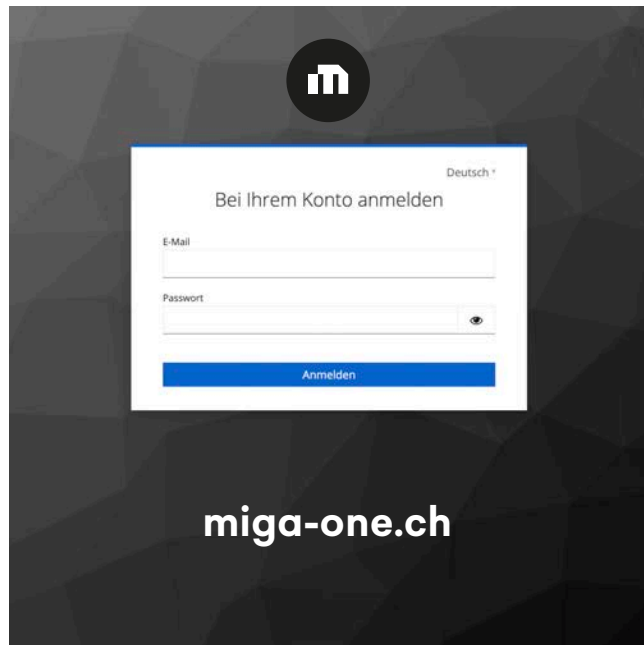 Deutsch
Bei Ihrem Konto anmelden
E-Mail
Passwort
Anmelden
miga-one.ch